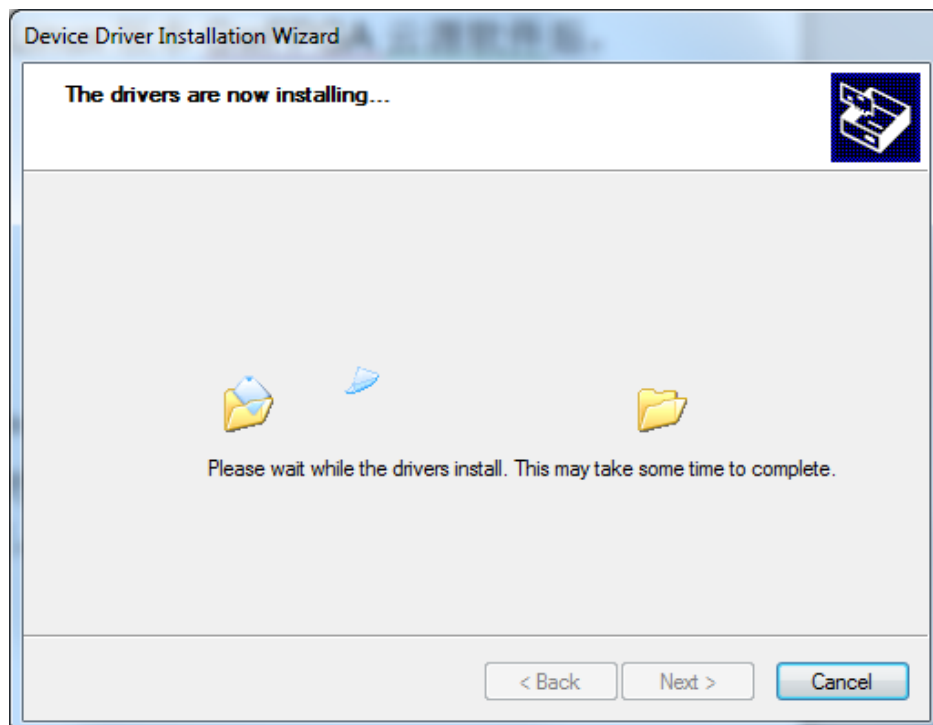 Device Driver Installation Wizard
The drivers are now installing...
Please wait while the drivers install. This may take some time to complete.
< Back
Next >
Cancel